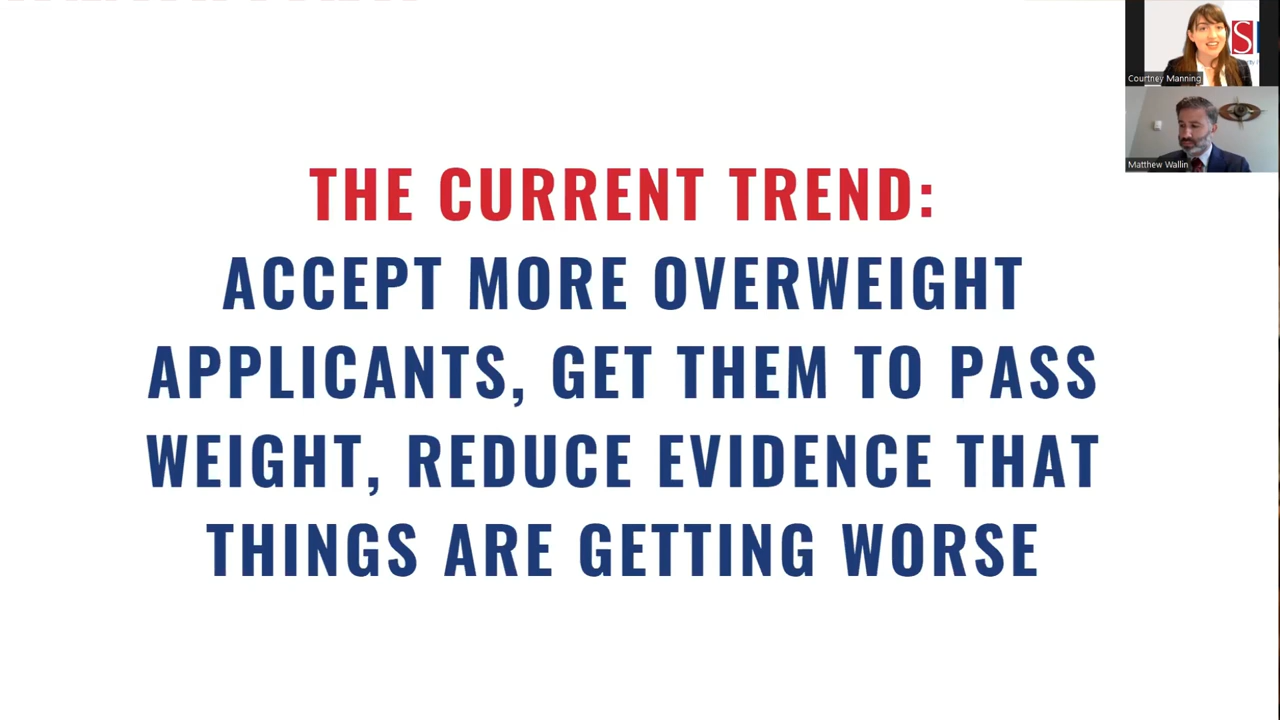 THE CURRENT TREND:
ACCEPT MORE OVERWEIGHT
APPLICANTS, GET THEM TO PASS
WEIGHT, REDUCE EVIDENCE THAT
THINGS ARE GETTING WORSE
S
Courtney Manning
Matthew Wallin